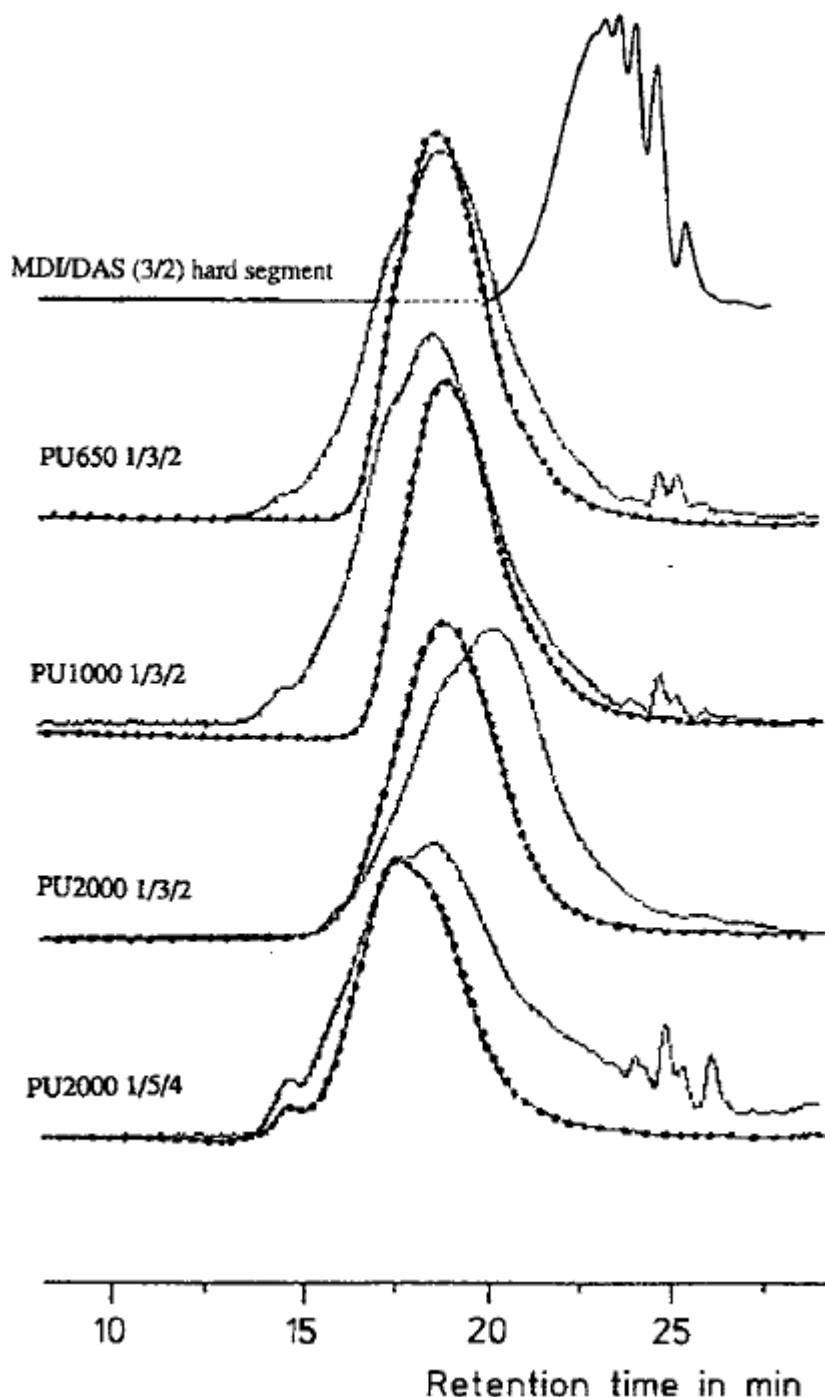 MDI/DAS (3/2) hard segment
PU650 1/3/2
PU1000 1/3/2
PU2000 1/3/2
PU2000 1/5/4
10 15 20 25
Retention time in min